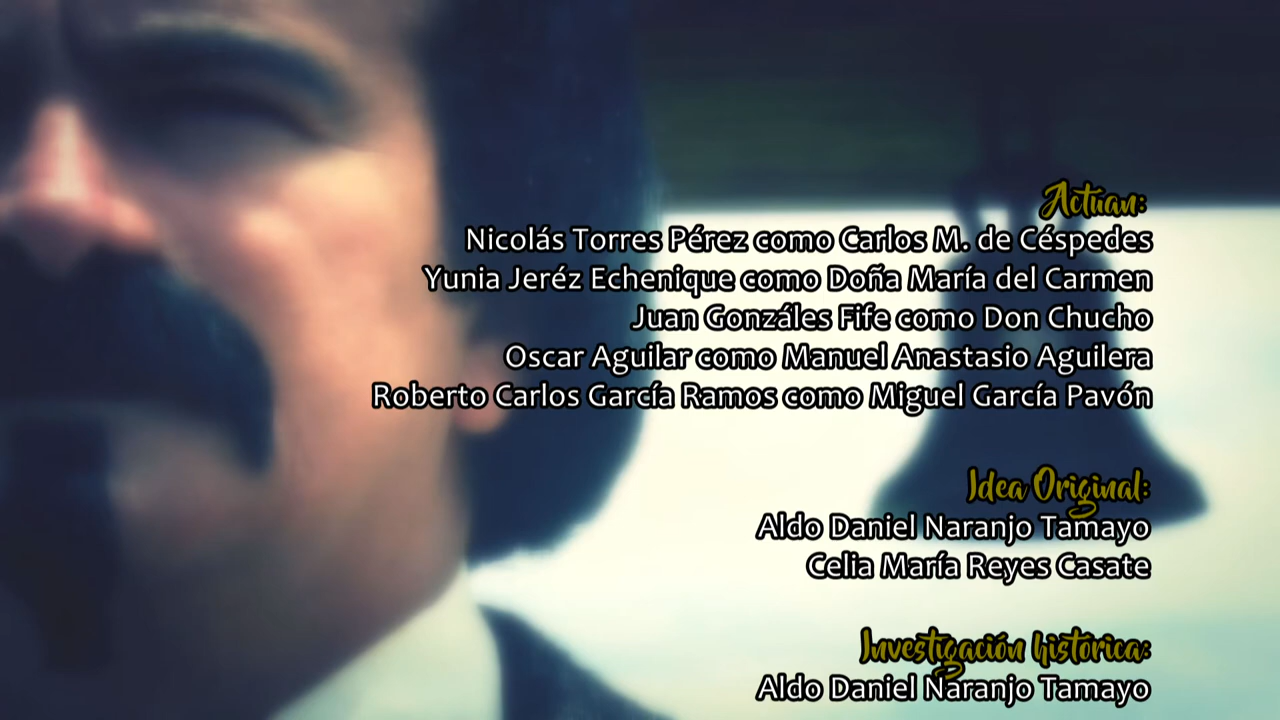 Actúan:
Nicolás Torres Pérez como Carlos M. de Céspedes
Yunia Jeréz Echenique como Doña María del Carmen
Juan Gonzáles Fife como Don Chucho
Oscar Aguilar como Manuel Anastasio Aguilera
Roberto Carlos García Ramos como Miguel García Pavón
Idea Original:
Aldo Daniel Naranjo Tamayo
Celia María Reyes Casate
Investigación histórica:
Aldo Daniel Naranjo Tamayo